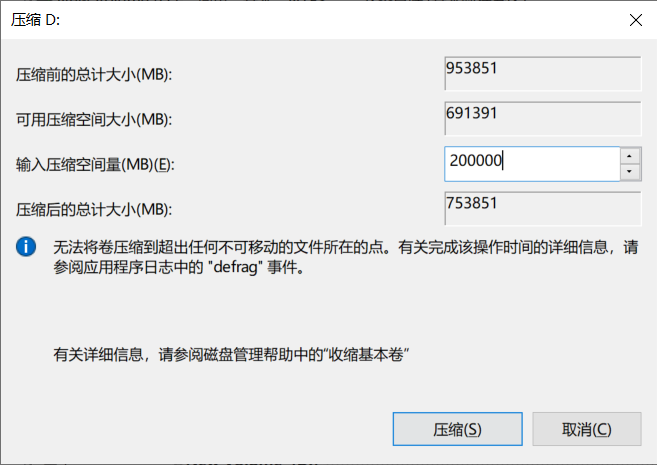 压缩 D:
压缩前的总计大小(MB): 953851
可用压缩空间大小(MB): 691391
输入压缩空间量(MB)(E): 200000
压缩后的总计大小(MB): 753851
无法将卷压缩到超出任何不可移动的文件所在的点。有关完成该操作时间的详细信息，请
参阅应用程序日志中的 "defrag" 事件。
有关详细信息，请参阅磁盘管理帮助中的“收缩基本卷”
压缩(S) 取消(C)